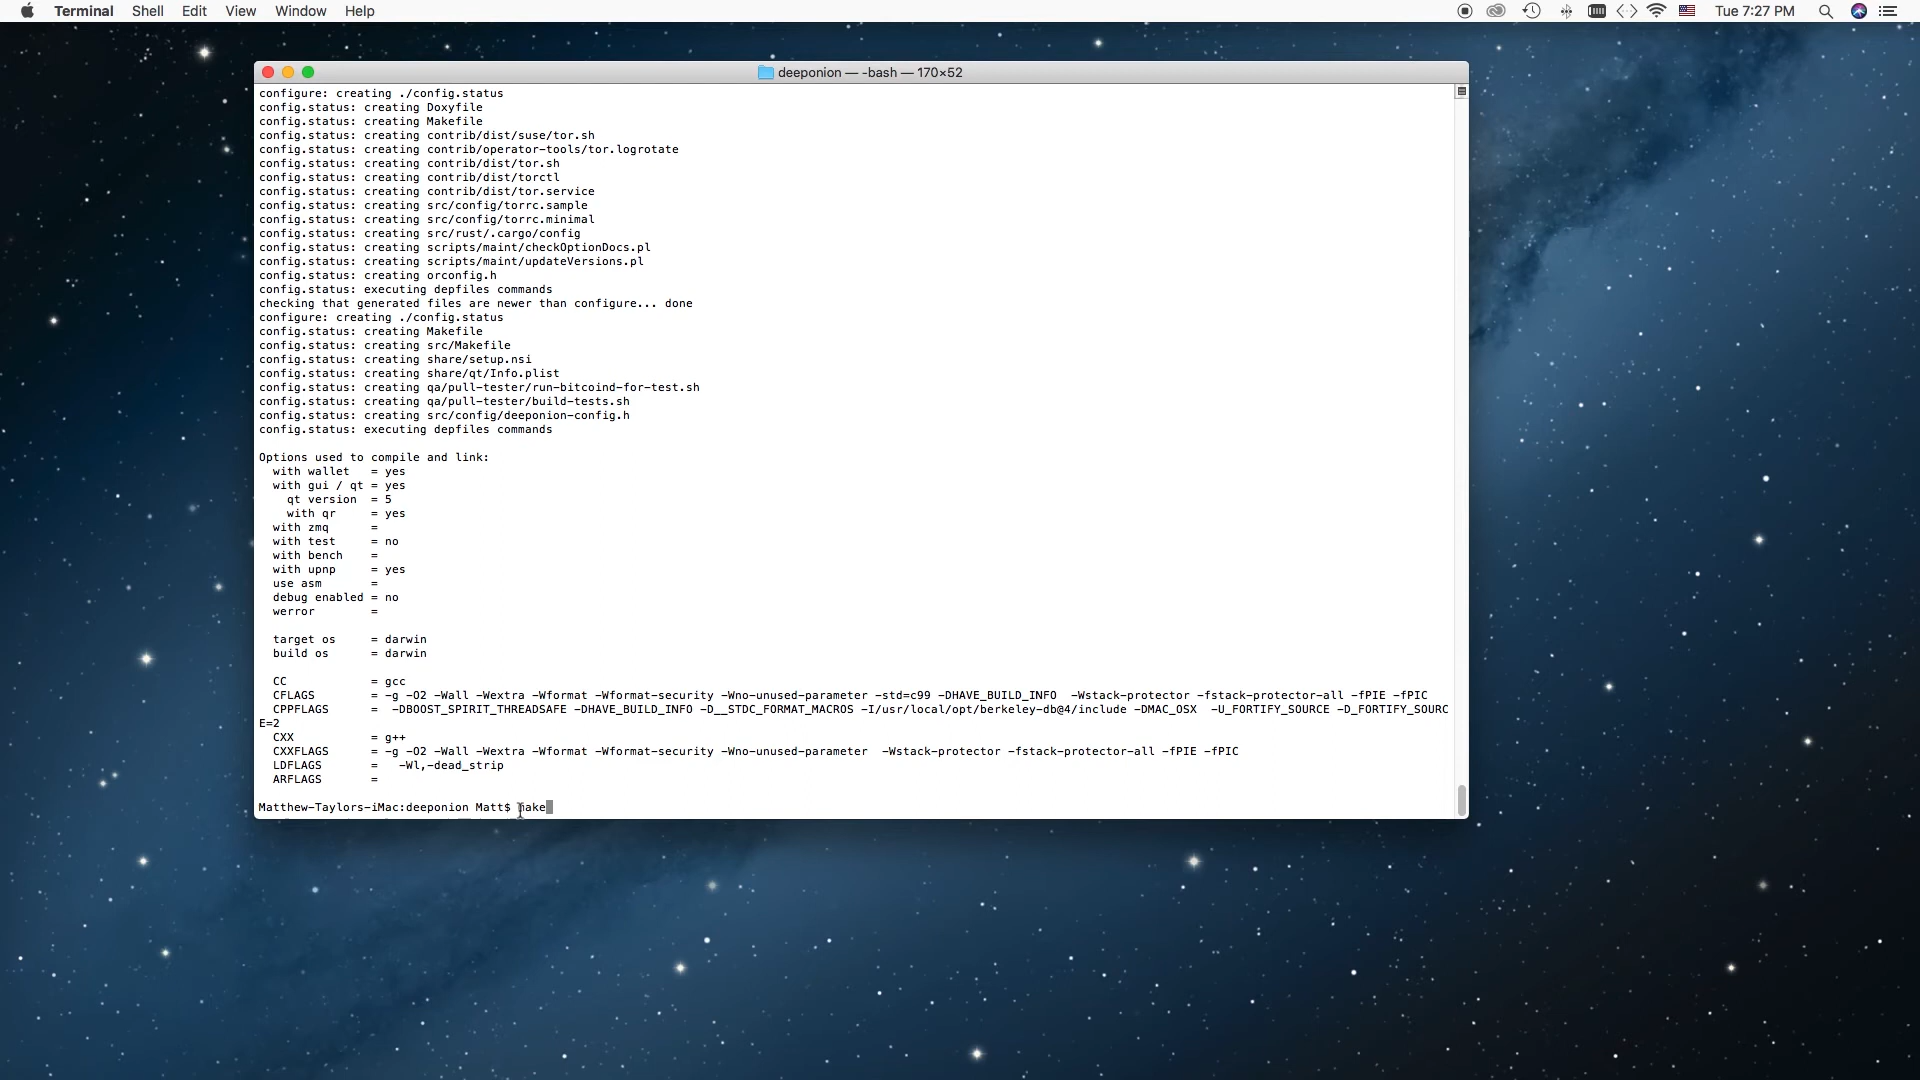 Terminal Shell Edit View Window Help Tue 7:27 PM
deeponion — -bash — 170×52
configure: creating ./config.status
config.status: creating Doxyfile
config.status: creating Makefile
config.status: creating contrib/dist/suse/tor.sh
config.status: creating contrib/operator-tools/tor.logrotate
config.status: creating contrib/dist/tor.sh
config.status: creating contrib/dist/torctl
config.status: creating contrib/dist/tor.service
config.status: creating src/config/torrc.sample
config.status: creating src/config/torrc.minimal
config.status: creating src/rust/.cargo/config
config.status: creating scripts/maint/checkOptionDocs.pl
config.status: creating scripts/maint/updateVersions.pl
config.status: creating orconfig.h
config.status: executing depfiles commands
checking that generated files are newer than configure... done
configure: creating ./config.status
config.status: creating Makefile
config.status: creating src/Makefile
config.status: creating share/setup.nsi
config.status: creating share/qt/Info.plist
config.status: creating qa/pull-tester/run-bitcoind-for-test.sh
config.status: creating qa/pull-tester/build-tests.sh
config.status: creating src/config/deeponion-config.h
config.status: executing depfiles commands
Options used to compile and link:
with wallet = yes
with gui / qt = yes
qt version = 5
with qr = yes
with zmq =
with test = no
with bench =
with upnp = yes
use asm =
debug enabled = no
werror =
target os = darwin
build os = darwin
CC = gcc
CFLAGS = -g -O2 -Wall -Wextra -Wformat -Wformat-security -Wno-unused-parameter -std=c99 -DHAVE_BUILD_INFO -Wstack-protector -fstack-protector-all -fPIE -fPIC
CPPFLAGS = -DBOOST_SPIRIT_THREADSAFE -DHAVE_BUILD_INFO -D__STDC_FORMAT_MACROS -I/usr/local/opt/berkeley-db@4/include -DMAC_OSX -U_FORTIFY_SOURCE -D_FORTIFY_SOURC
E=2
CXX = g++
CXXFLAGS = -g -O2 -Wall -Wextra -Wformat -Wformat-security -Wno-unused-parameter -Wstack-protector -fstack-protector-all -fPIE -fPIC
LDFLAGS = -Wl,-dead_strip
ARFLAGS =
Matthew-Taylors-iMac:deeponion Matt$ make